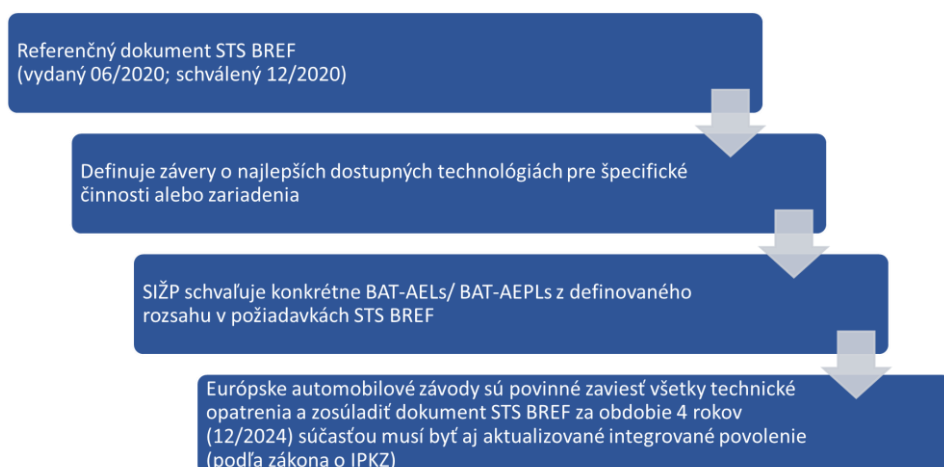 Referenčný dokument STS BREF
(vydaný 06/2020; schválený 12/2020)
Definuje závery o najlepších dostupných technológiách pre špecifické
činnosti alebo zariadenia
SIŽP schvaľuje konkrétne BAT-AELs/ BAT-AEPLs z definovaného
rozsahu v požiadavkách STS BREF
Európske automobilové závody sú povinné zaviesť všetky technické
opatrenia a zosúladiť dokument STS BREF za obdobie 4 rokov
(12/2024) súčasťou musí byť aj aktualizované integrované povolenie
(podľa zákona o IPKZ)